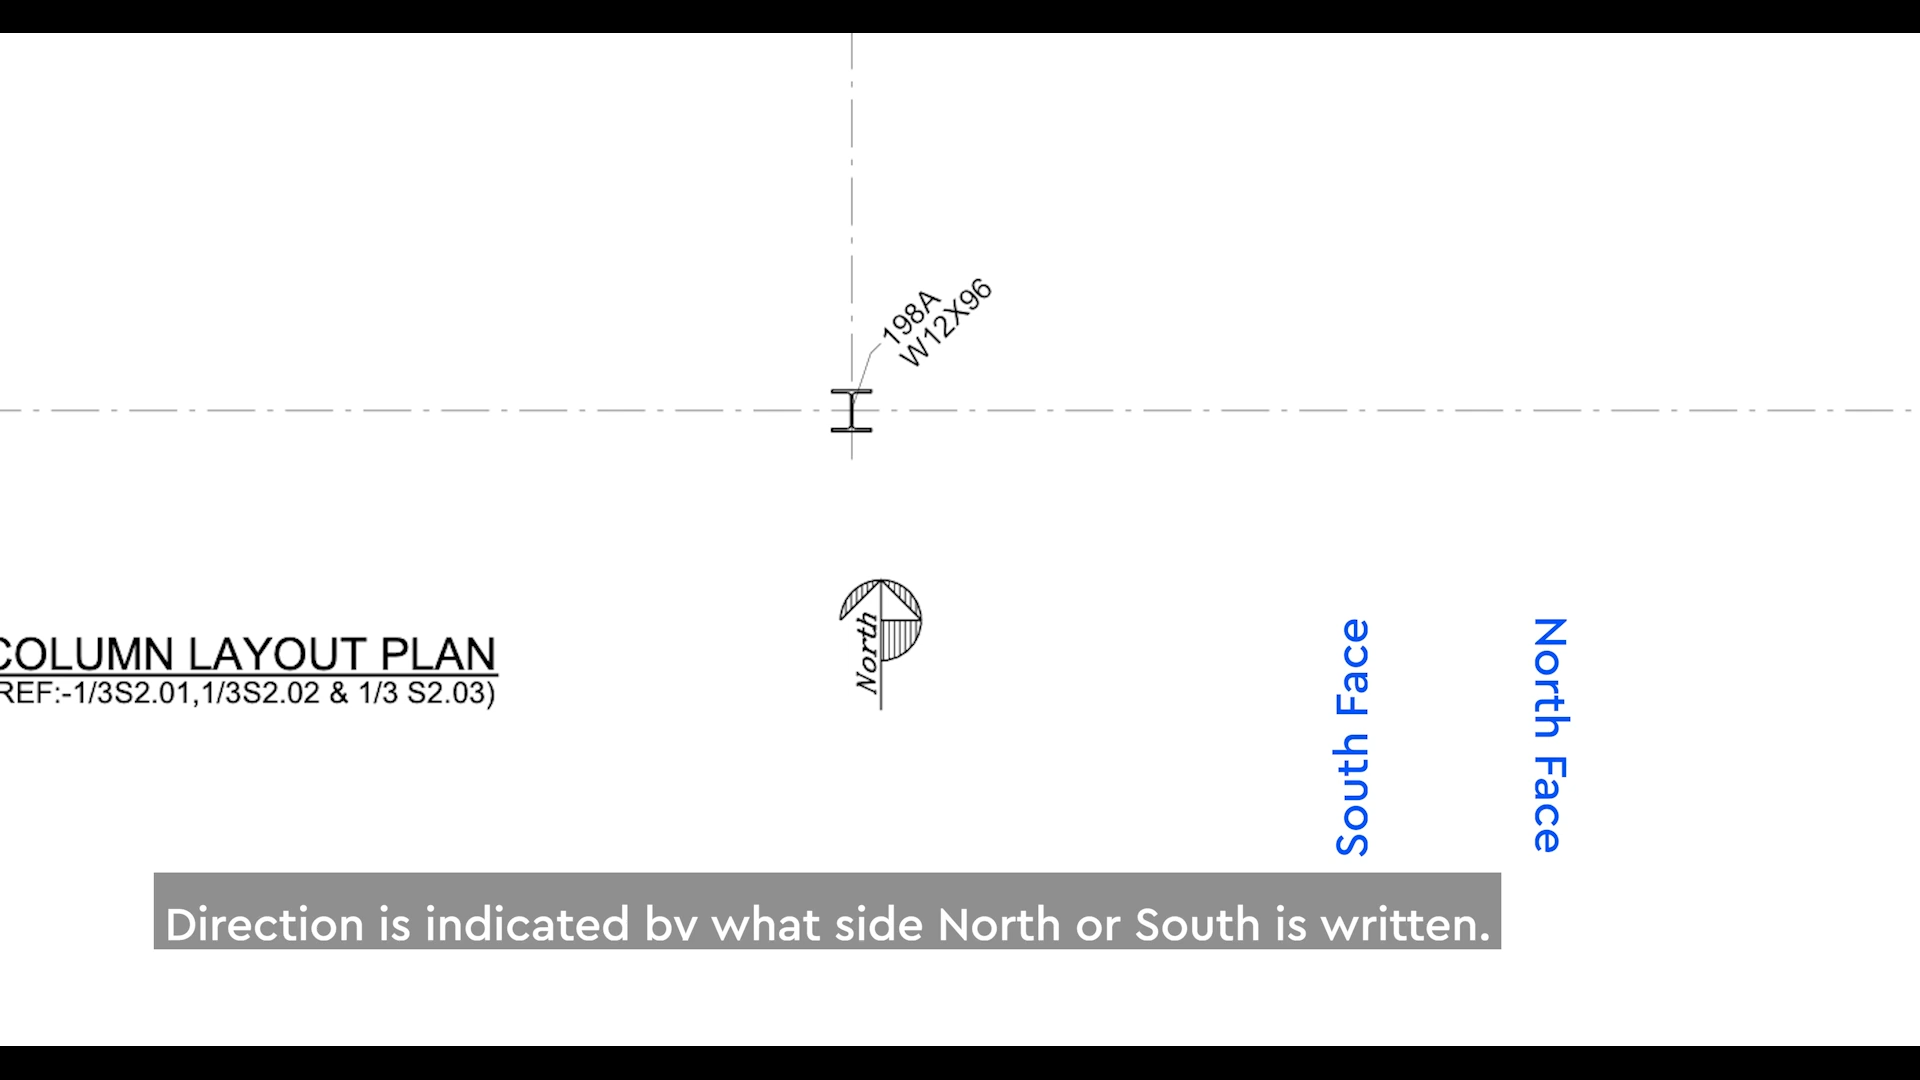 198A
W12X96
North
COLUMN LAYOUT PLAN
REF:-1/3S2.01,1/3S2.02 & 1/3 S2.03)
South Face
North Face
Direction is indicated by what side North or South is written.